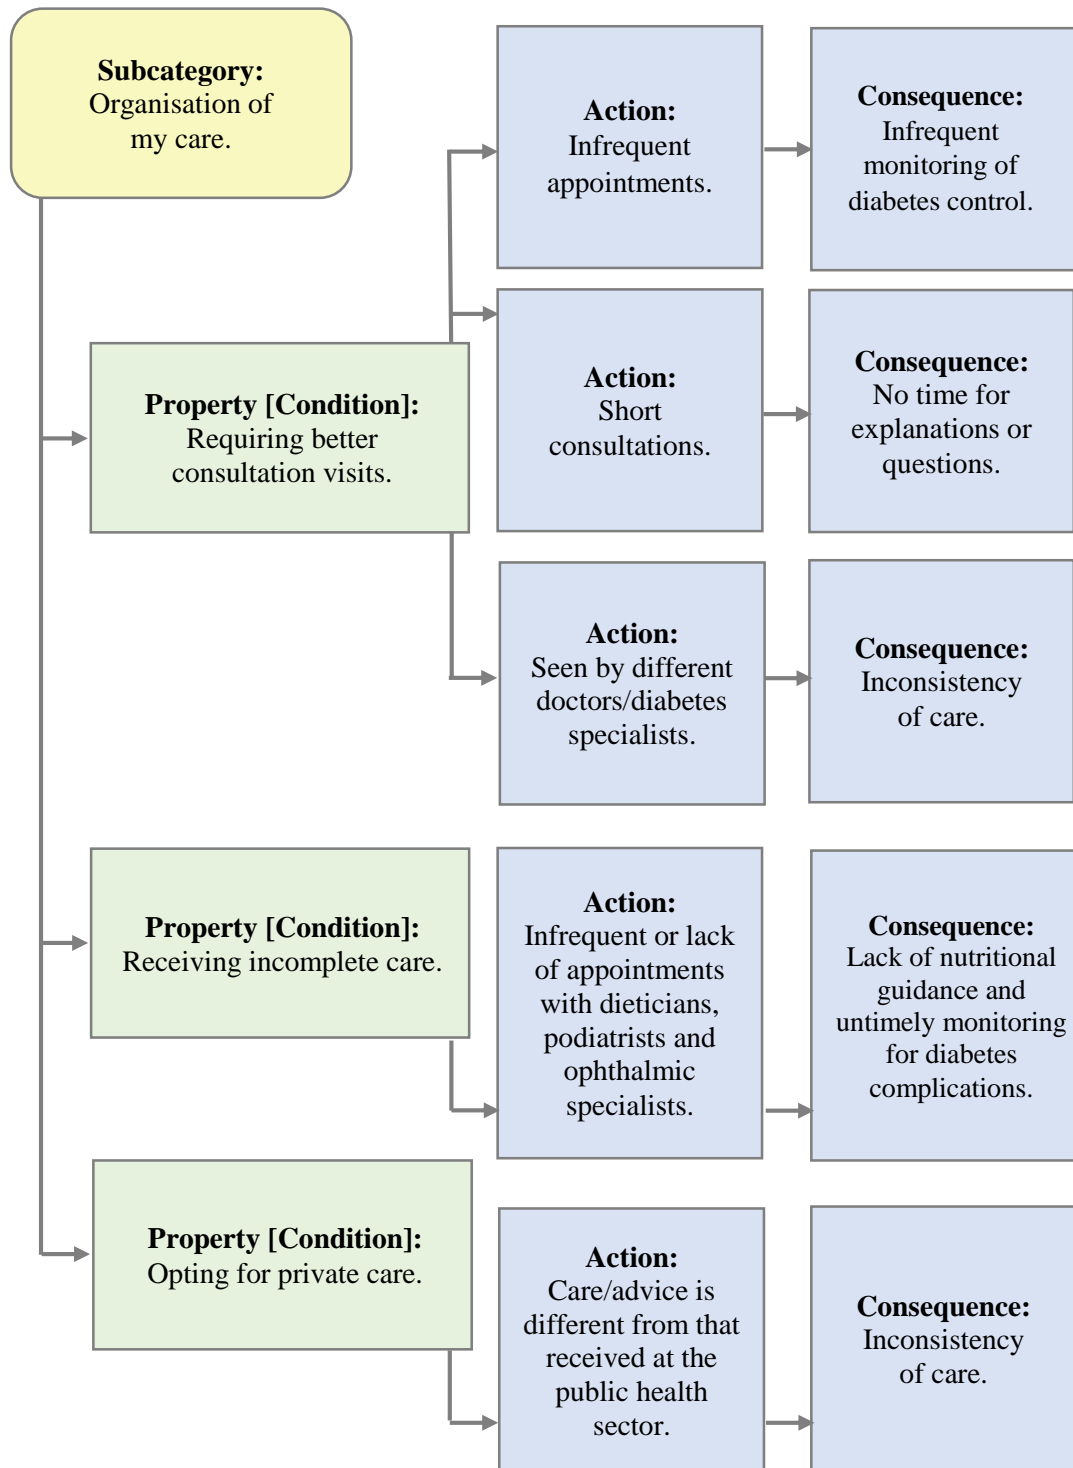 Subcategory:
Organisation of
my care.
Action:
Infrequent
appointments.
Consequence:
Infrequent
monitoring of
diabetes control.
Property [Condition]:
Requiring better
consultation visits.
Action:
Short
consultations.
Consequence:
No time for
explanations or
questions.
Action:
Seen by different
doctors/diabetes
specialists.
Consequence:
Inconsistency
of care.
Property [Condition]:
Receiving incomplete care.
Action:
Infrequent or lack
of appointments
with dieticians,
podiatrists and
ophthalmic
specialists.
Consequence:
Lack of nutritional
guidance and
untimely monitoring
for diabetes
complications.
Property [Condition]:
Opting for private care.
Action:
Care/advice is
different from that
received at the
public health
sector.
Consequence:
Inconsistency
of care.